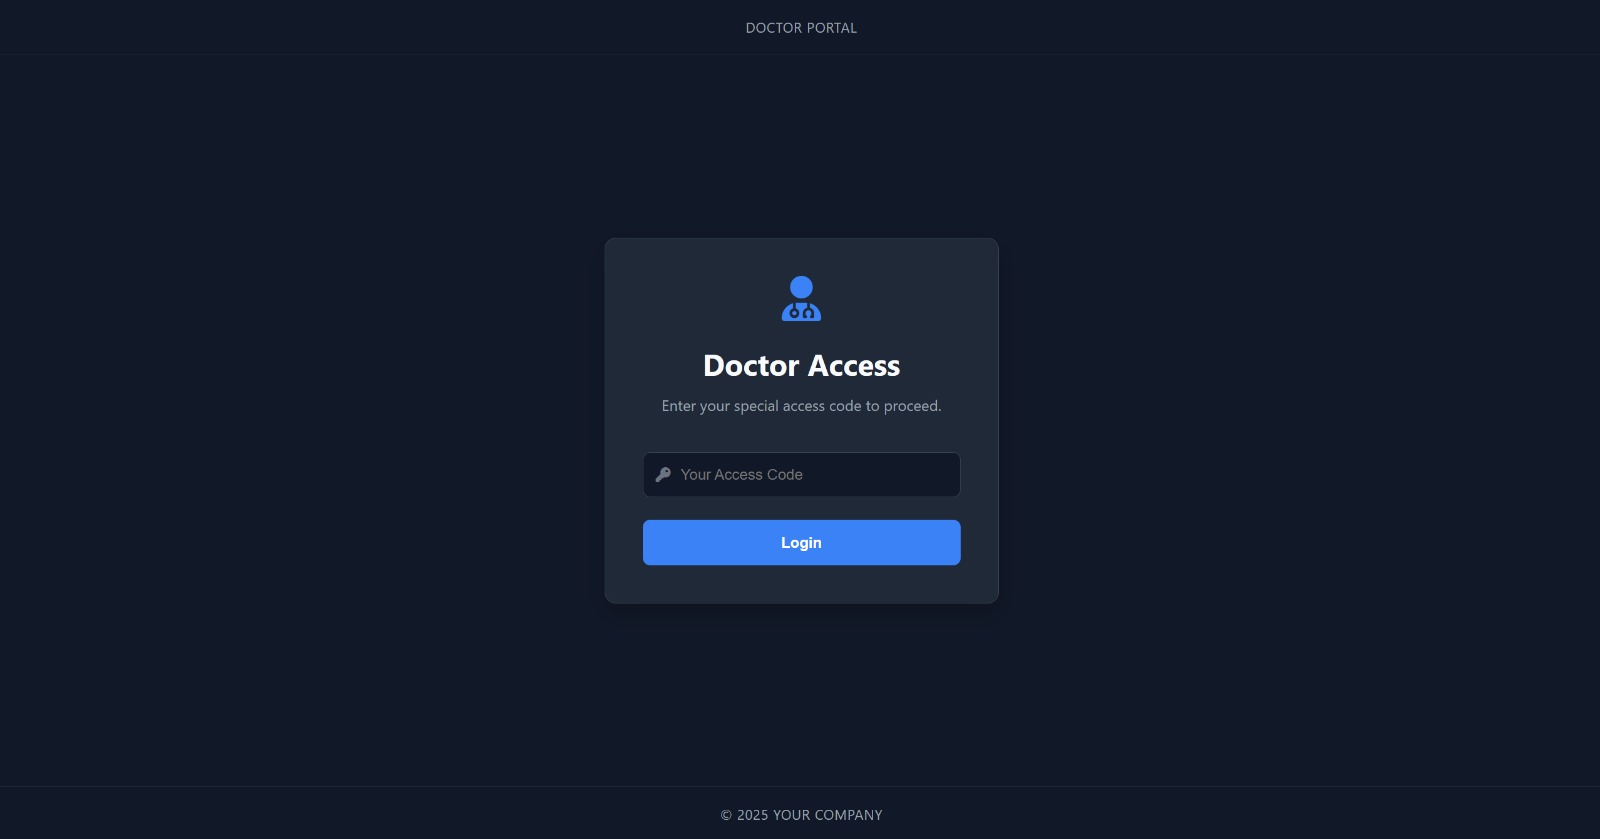 DOCTOR PORTAL
Doctor Access
Enter your special access code to proceed.
Your Access Code
Login
© 2025 YOUR COMPANY